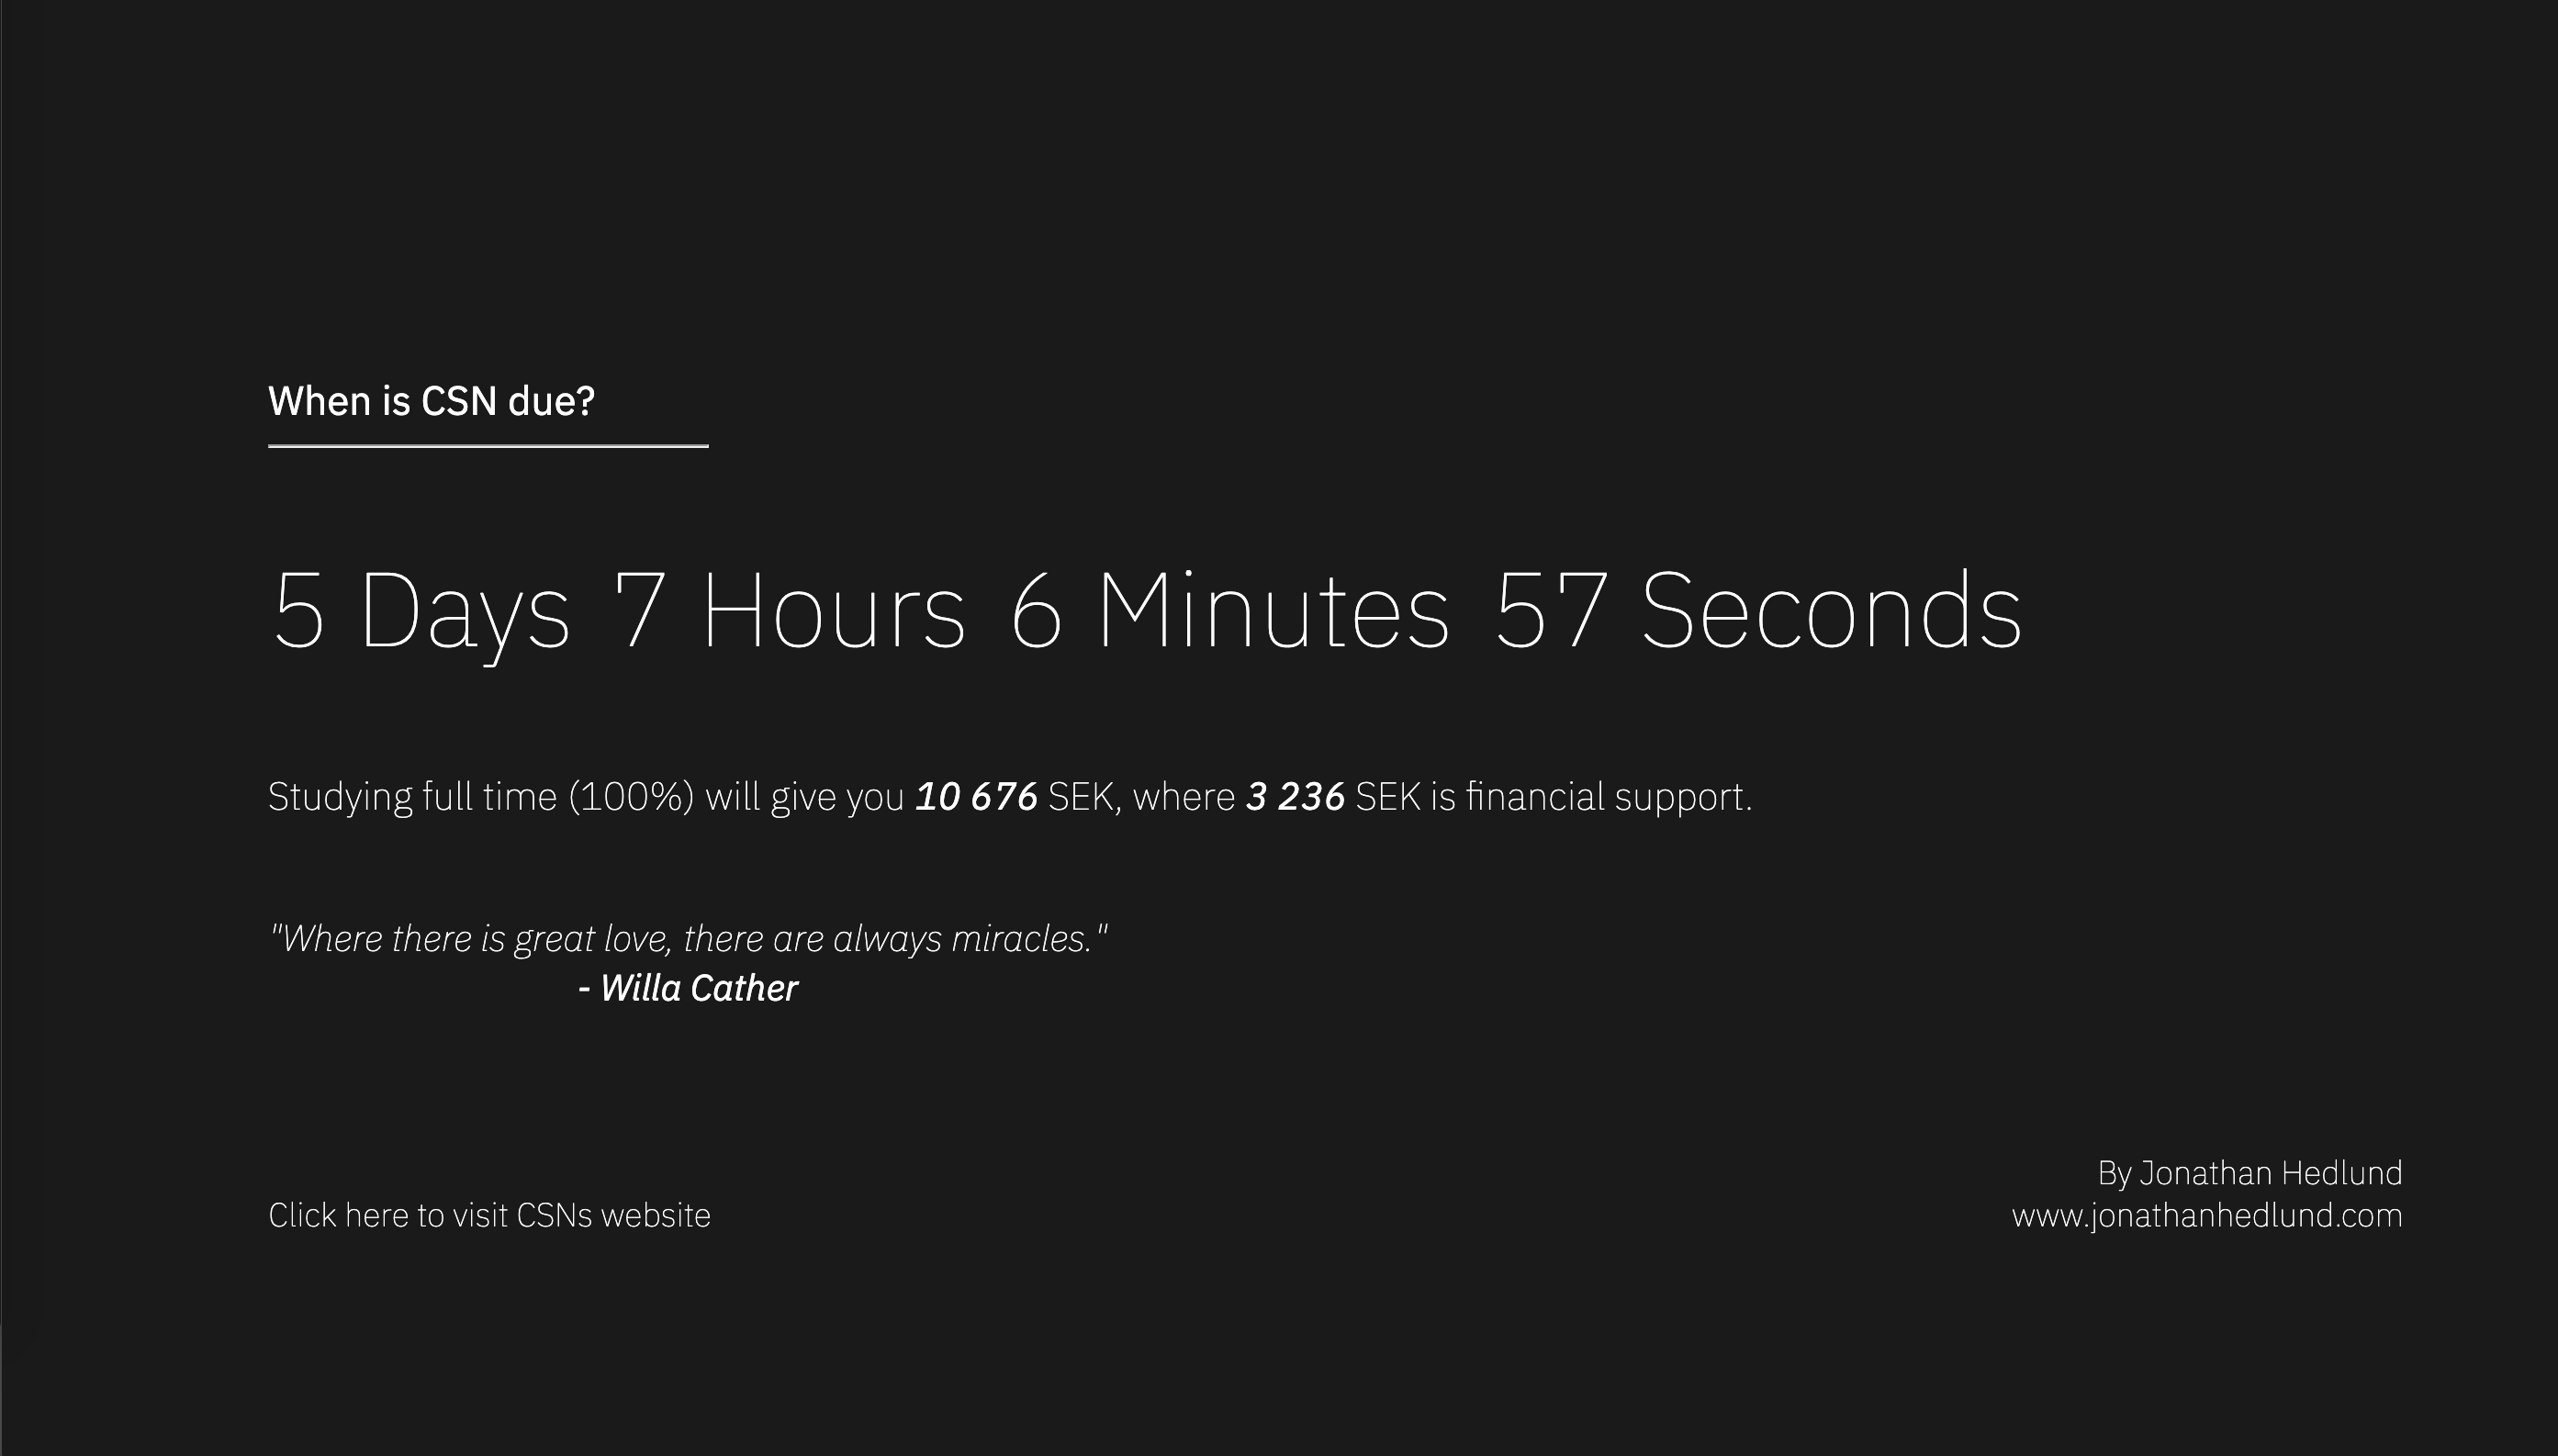 When is CSN due?
5 Days 7 Hours 6 Minutes 57 Seconds
Studying full time (100%) will give you 10 676 SEK, where 3 236 SEK is financial support.
"Where there is great love, there are always miracles."
- Willa Cather
Click here to visit CSNs website
By Jonathan Hedlund
www.jonathanhedlund.com